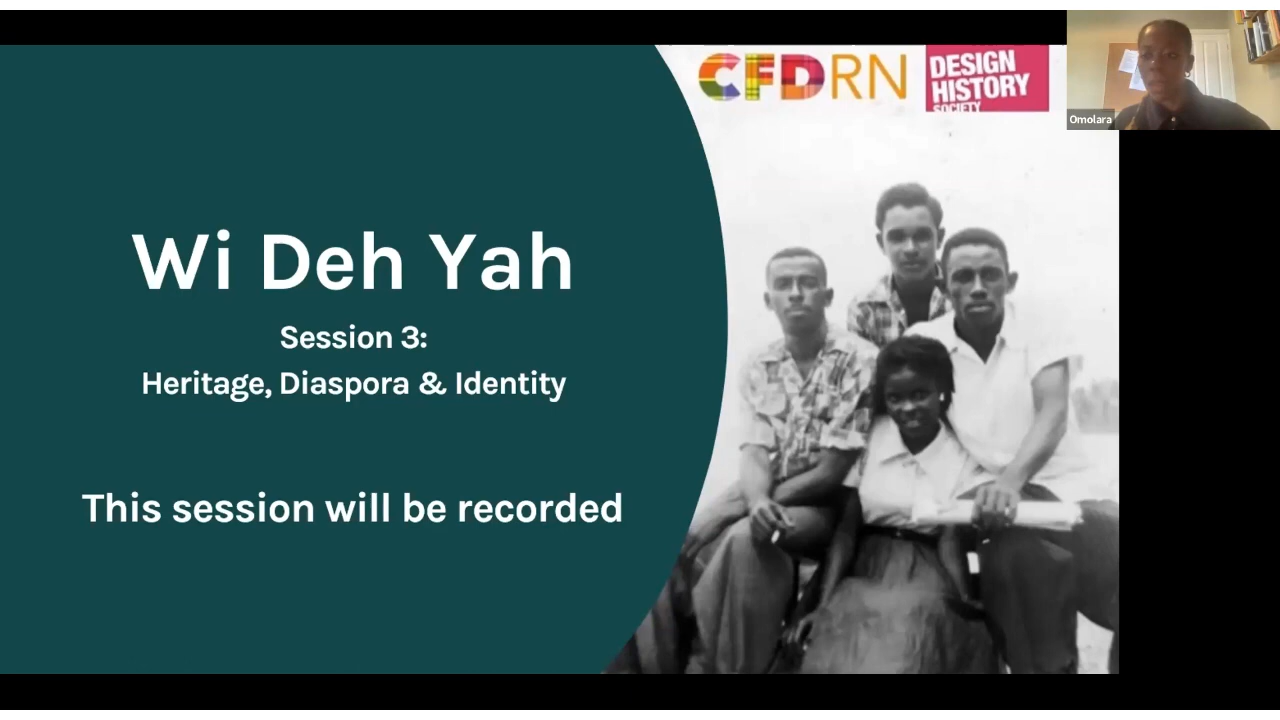 CFDRN
DESIGN
HISTORY
SOCIETY
Omolara
Wi Deh Yah
Session 3:
Heritage, Diaspora & Identity
This session will be recorded